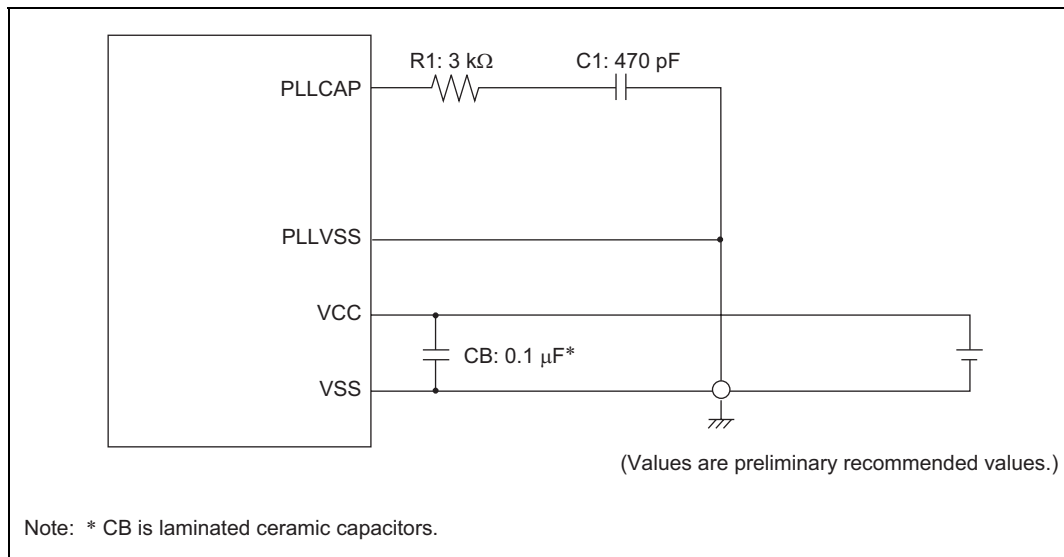 R1: 3 kΩ
C1: 470 pF
PLLCAP
PLLVSS
VCC
CB: 0.1 μF*
VSS
(Values are preliminary recommended values.)
Note: * CB is laminated ceramic capacitors.